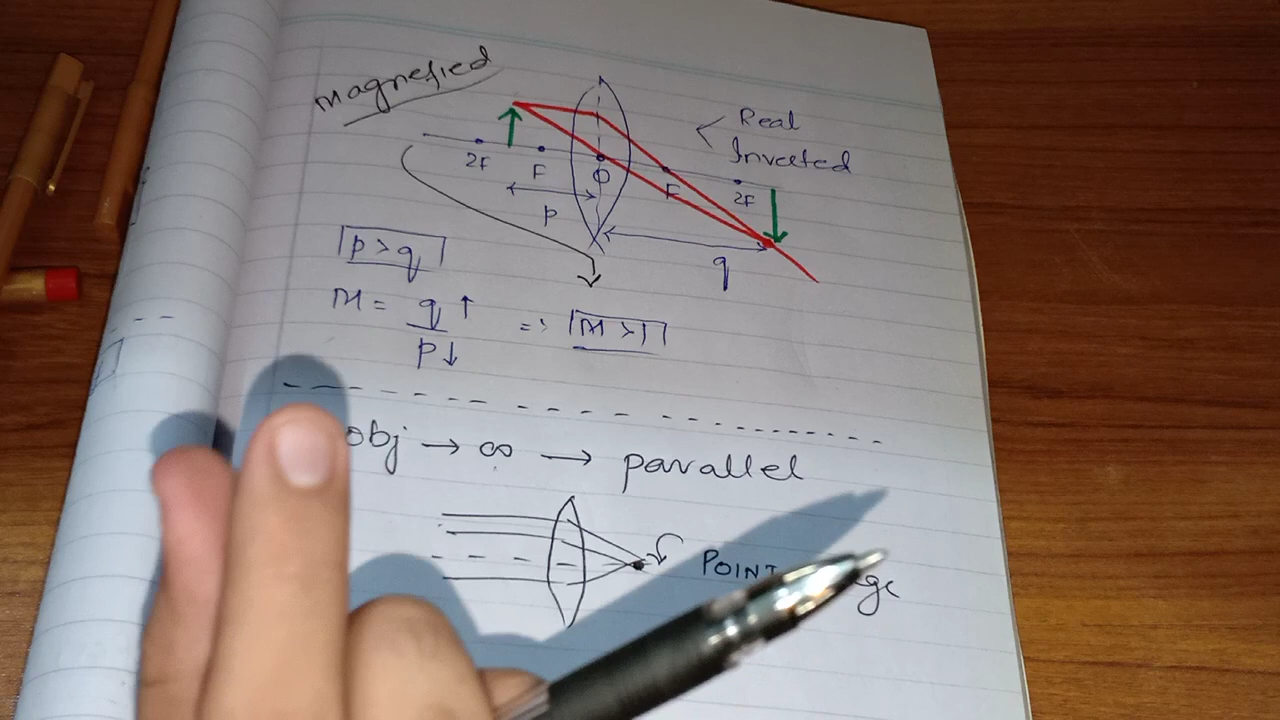 Magnefied
Real
Inverted
2F F O F 2F
P
q
p > q
M = q ↑ => M > 1
P ↓
obj → ∞ → parallel
POINT